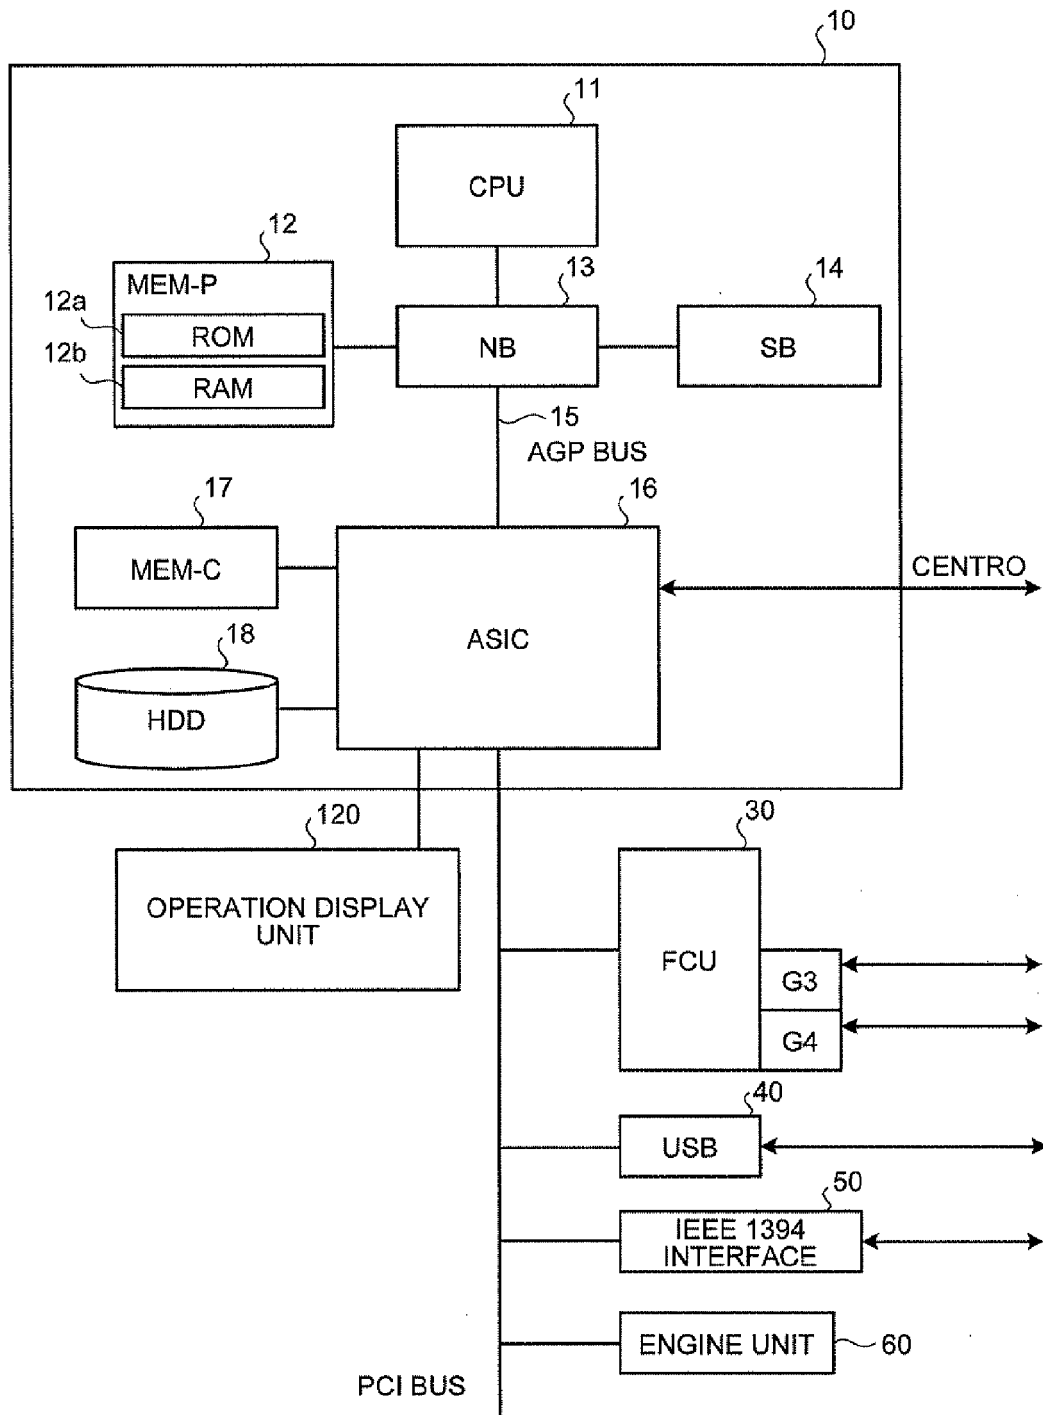 10
11
CPU
12
MEM-P
12a
ROM
12b
RAM
13
NB
14
SB
15
AGP BUS
17
MEM-C
16
ASIC
CENTRO
18
HDD
120
OPERATION DISPLAY
UNIT
30
FCU
G3
G4
40
USB
50
IEEE 1394
INTERFACE
ENGINE UNIT
60
PCI BUS